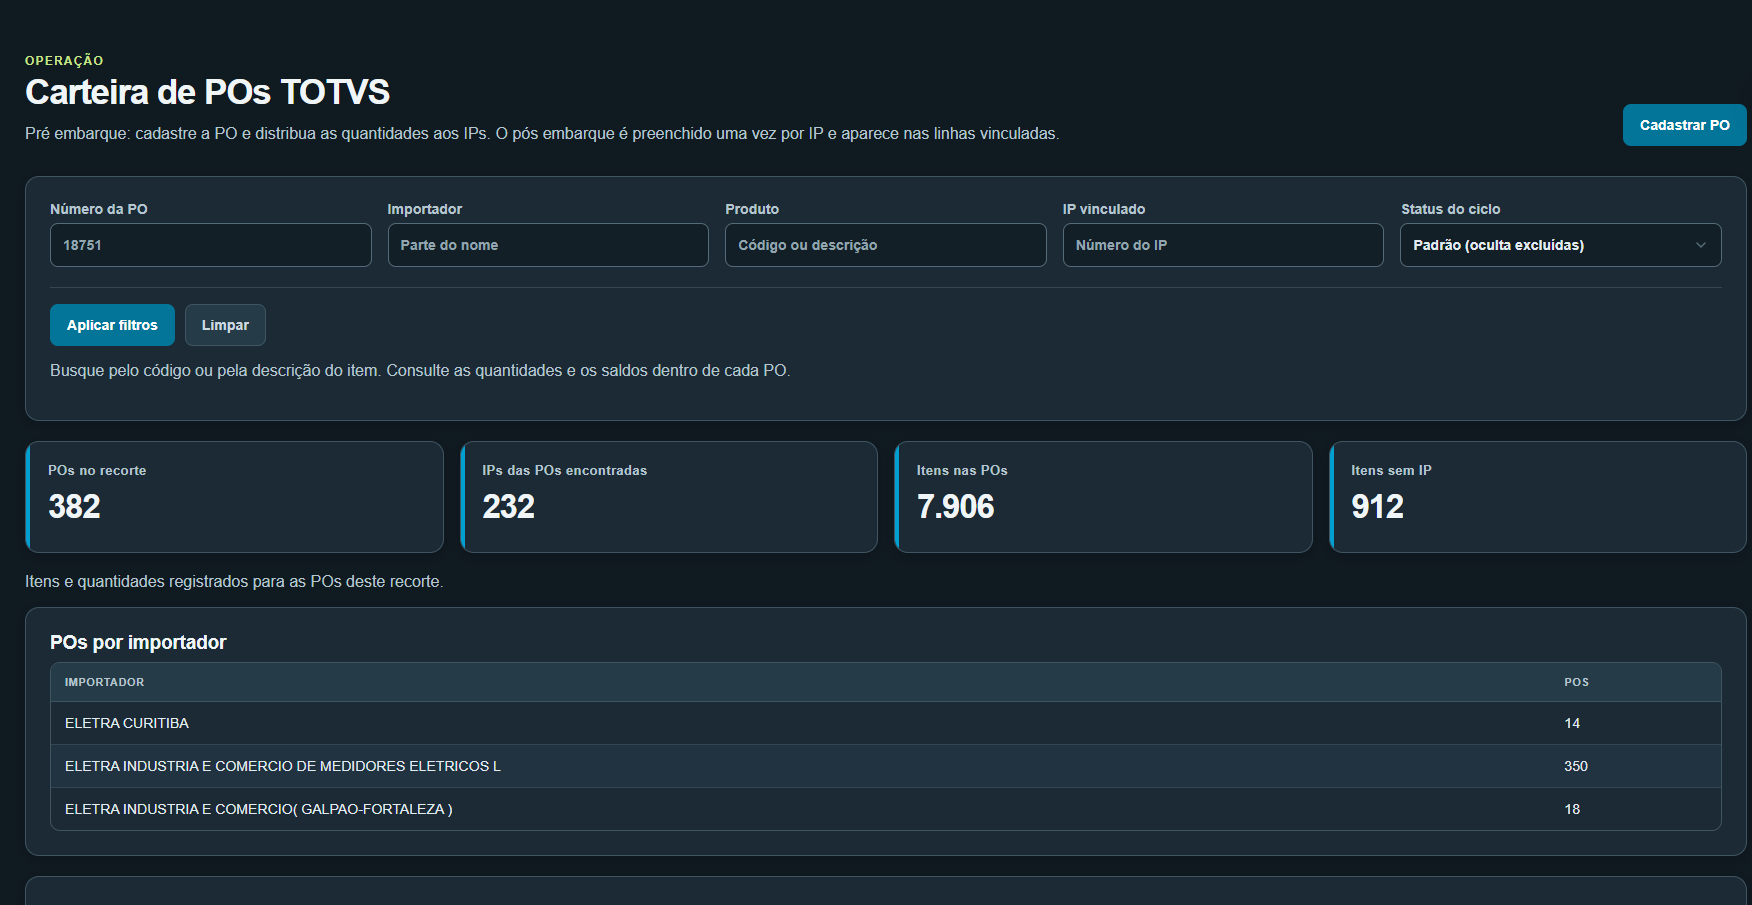 OPERAÇÃO
Carteira de POs TOTVS
Pré embarque: cadastre a PO e distribua as quantidades aos IPs. O pós embarque é preenchido uma vez por IP e aparece nas linhas vinculadas.
Cadastrar PO
Número da PO
18751
Importador
Parte do nome
Produto
Código ou descrição
IP vinculado
Número do IP
Status do ciclo
Padrão (oculta excluídas)
Aplicar filtros
Limpar
Busque pelo código ou pela descrição do item. Consulte as quantidades e os saldos dentro de cada PO.
POs no recorte
382
IPs das POs encontradas
232
Itens nas POs
7.906
Itens sem IP
912
Itens e quantidades registrados para as POs deste recorte.
POs por importador
IMPORTADOR POS
ELETRA CURITIBA 14
ELETRA INDUSTRIA E COMERCIO DE MEDIDORES ELETRICOS L 350
ELETRA INDUSTRIA E COMERCIO( GALPAO-FORTALEZA ) 18